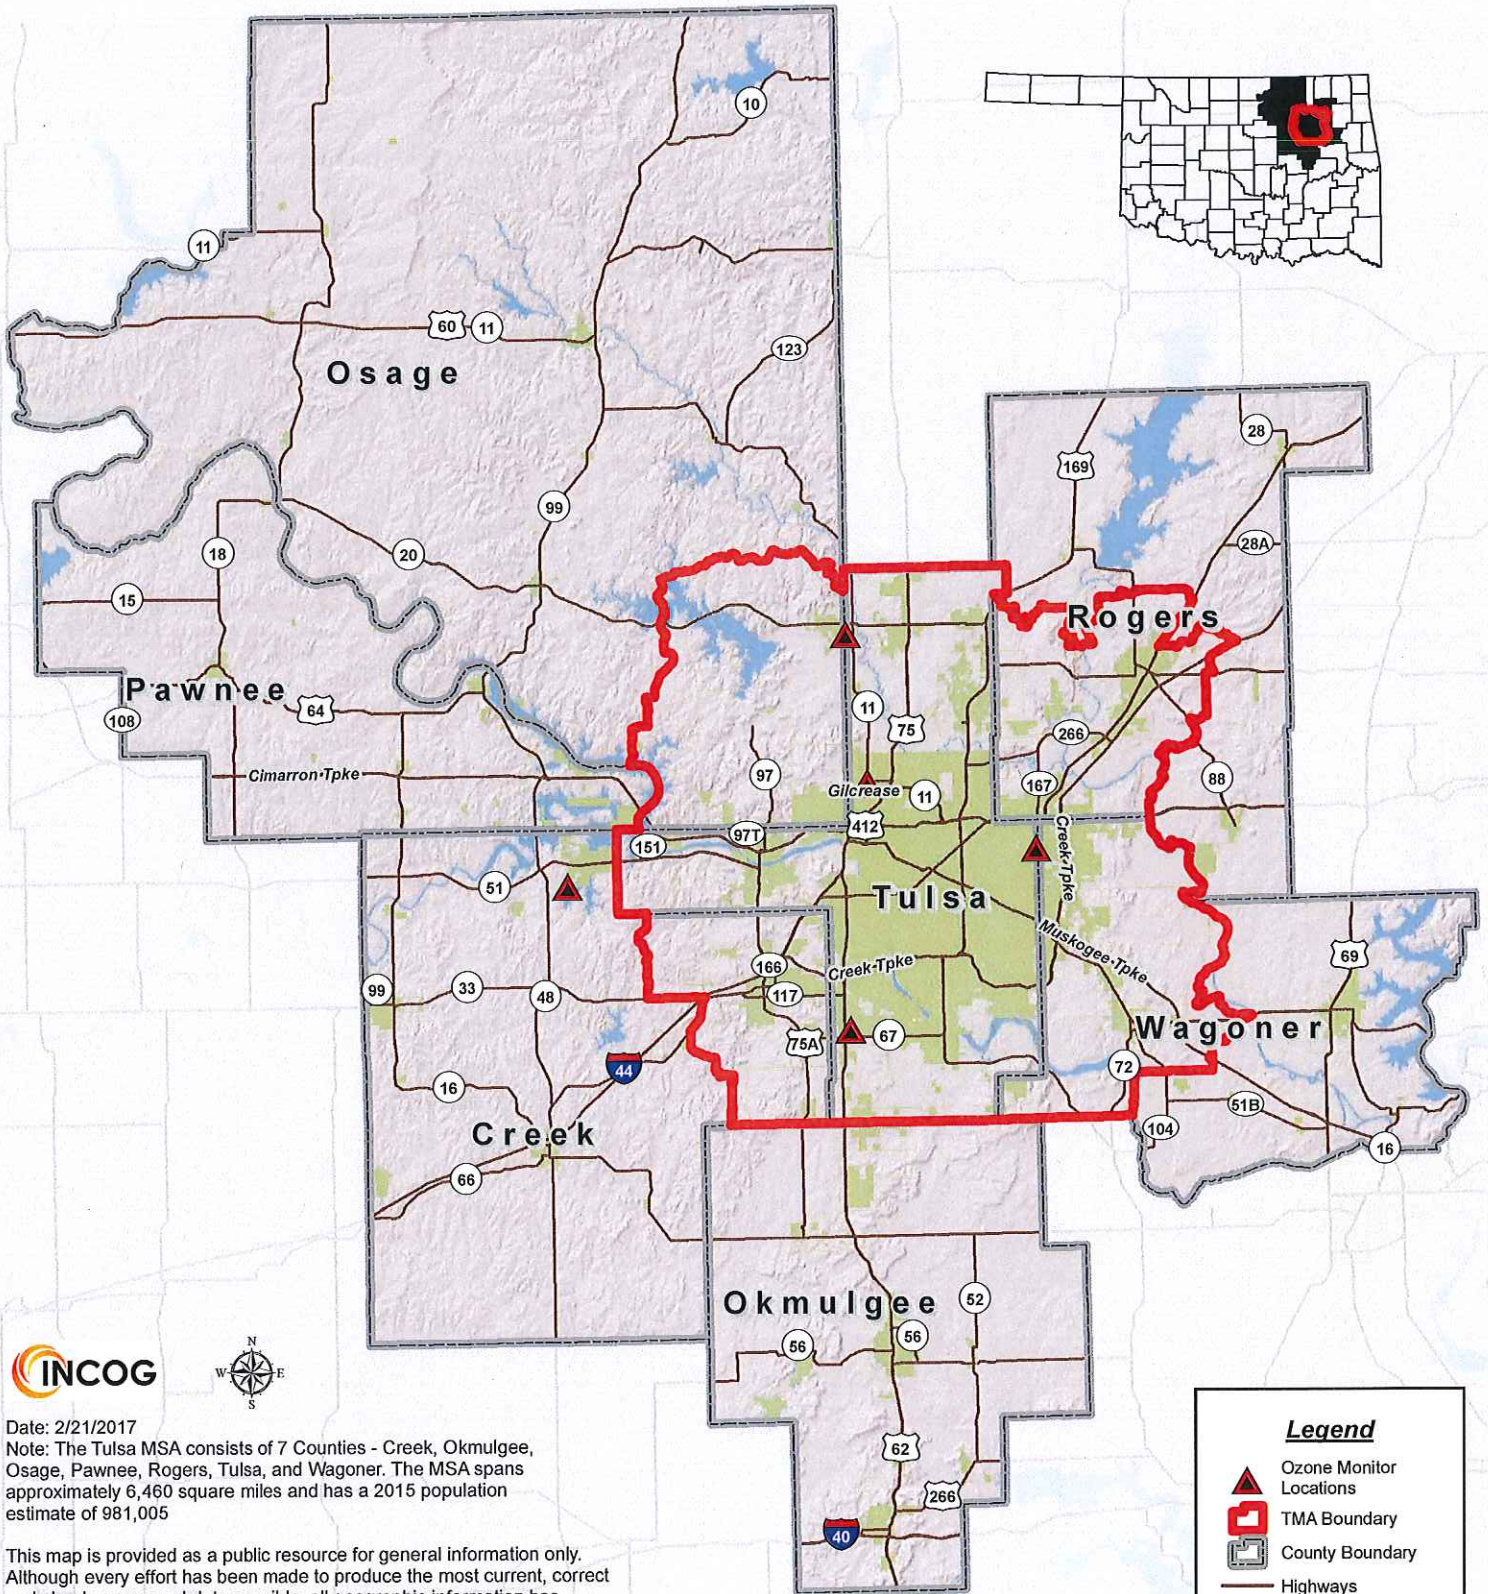 10
11
60
11
Osage
123
28
169
99
28A
18
20
15
Rogers
Pawnee
108
64
11
75
266
Cimarron Tpke
97
Gilcrease
11
167
88
412
97T
151
Creek-Tpke
51
Tulsa
Muskogee-Tpke
69
166
Creek-Tpke
99
33
48
117
Wagoner
75A
67
44
72
16
51B
Creek
104
16
66
Okmulgee
52
56
56
62
266
40
INCOG
N
W E
S
Date: 2/21/2017
Note: The Tulsa MSA consists of 7 Counties - Creek, Okmulgee,
Osage, Pawnee, Rogers, Tulsa, and Wagoner. The MSA spans
approximately 6,460 square miles and has a 2015 population
estimate of 981,005
This map is provided as a public resource for general information only.
Although every effort has been made to produce the most current, correct
Legend
Ozone Monitor
Locations
TMA Boundary
County Boundary
Highways